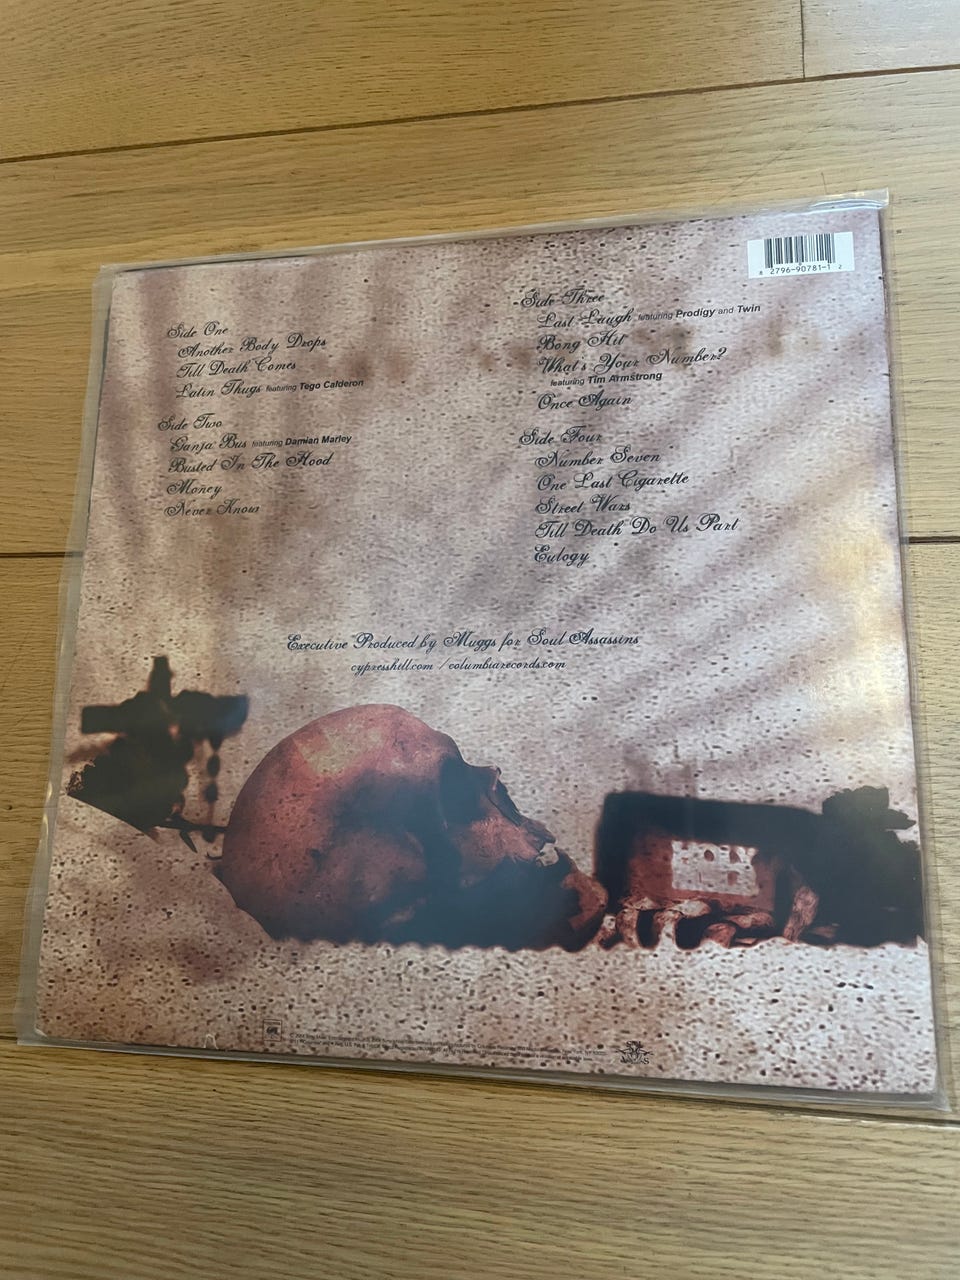 8 2796-90781-1 2
Side One
Another Body Drops
Till Death Comes
Latin Thugs featuring Tego Calderon
Side Two
Ganja Bus featuring Damian Marley
Busted In The Hood
Money
Never Know
Side Three
Last Laugh featuring Prodigy and Twin
Bong Hit
What's Your Number?
featuring Tim Armstrong
Once Again
Side Four
Number Seven
One Last Cigarette
Street Wars
Till Death Do Us Part
Eulogy
Executive Produced by Muggs for Soul Assassins
cypresshill.com / columbiarecords.com
HOLY